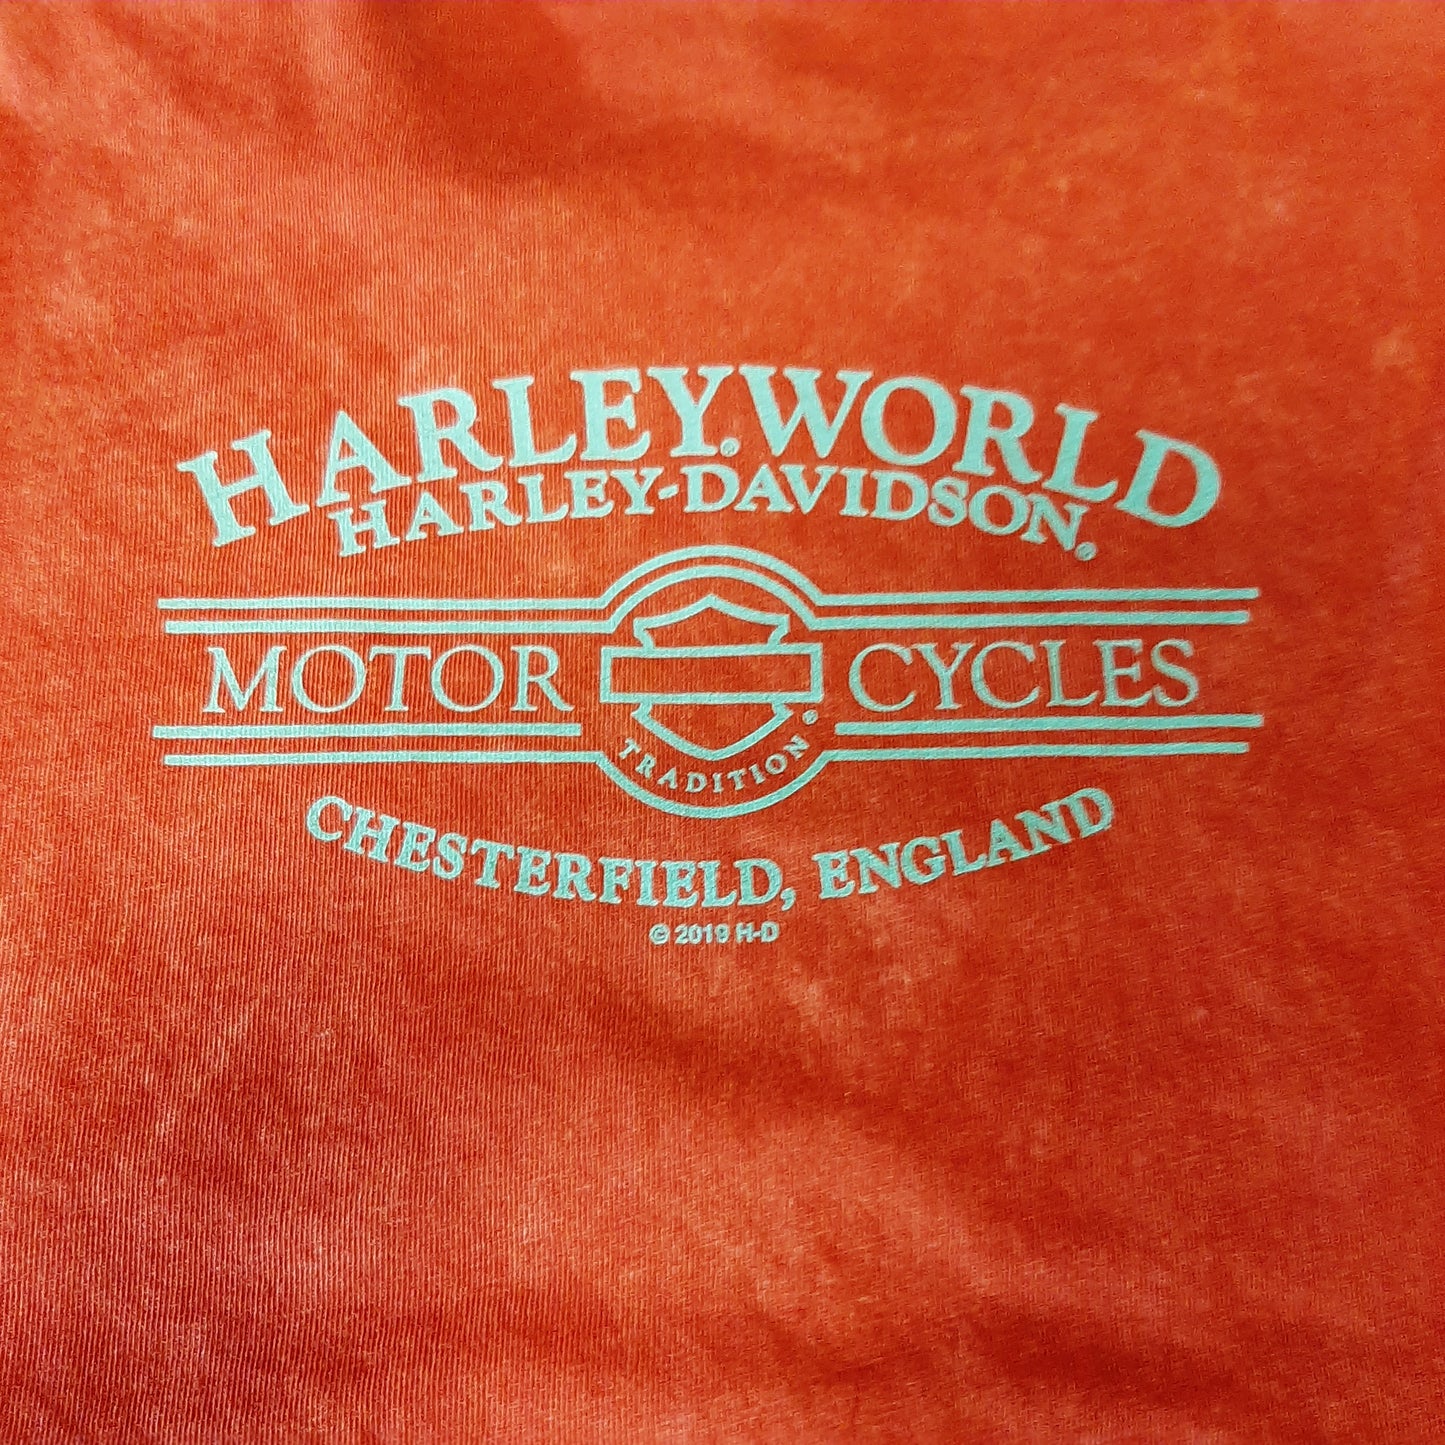 HARLEY.WORLD
HARLEY-DAVIDSON®
MOTOR CYCLES
TRADITION®
CHESTERFIELD, ENGLAND
© 2019 H-D